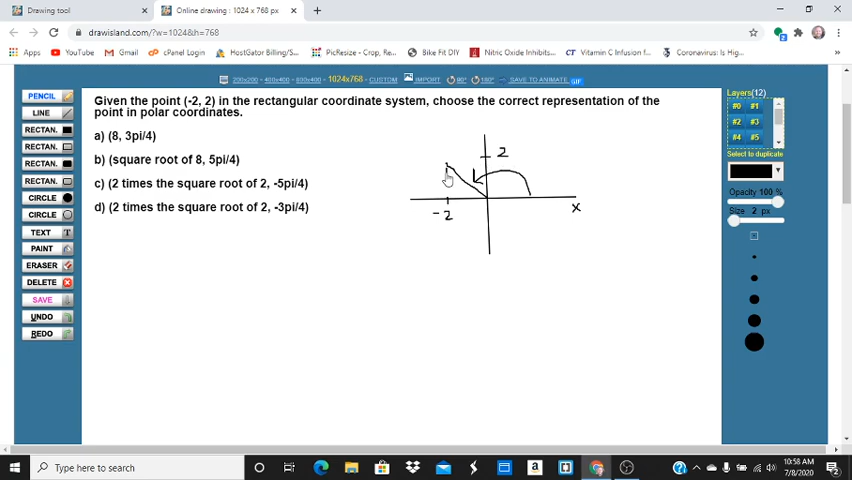 Drawing tool
Online drawing : 1024 x 768 px
drawisland.com/?w=1024&h=768
Apps
YouTube
Gmail
cPanel Login
HostGator Billing/S...
PicResize - Crop, Re...
Bike Fit DIY
Nitric Oxide Inhibits...
CT Vitamin C Infusion f...
Coronavirus: Is Hig...
200x200 - 400x400 - 800x400 - 1024x768 - CUSTOM IMPORT 90° 180° SAVE TO ANIMATE GIF
PENCIL
LINE
RECTAN.
RECTAN.
RECTAN.
RECTAN.
CIRCLE
CIRCLE
TEXT
PAINT
ERASER
DELETE
SAVE
UNDO
REDO
Given the point (-2, 2) in the rectangular coordinate system, choose the correct representation of the
point in polar coordinates.
a) (8, 3pi/4)
b) (square root of 8, 5pi/4)
c) (2 times the square root of 2, -5pi/4)
d) (2 times the square root of 2, -3pi/4)
2
-2
x
Layers(12)
#0 #1
#2 #3
#4 #5
Select to duplicate
Opacity 100 %
Size 2 px
Type here to search
10:58 AM
7/8/2020